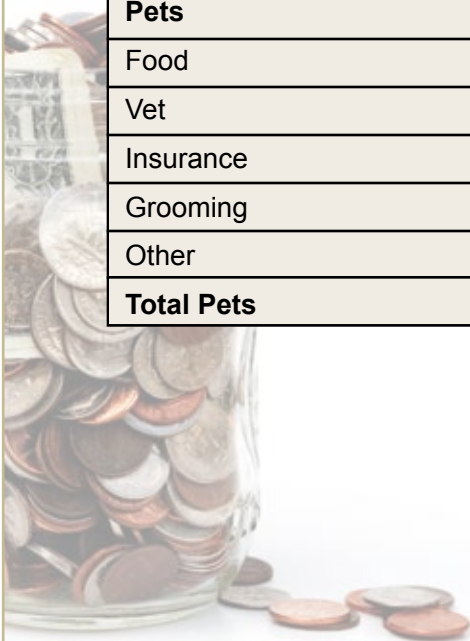 Pets
Food
Vet
Insurance
Grooming
Other
Total Pets